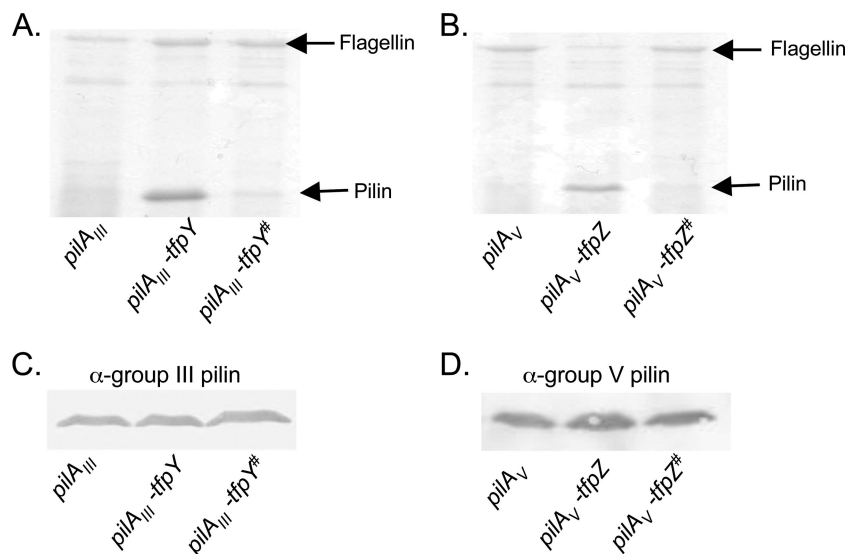 A.
Flagellin
Pilin
pilA_III
pilA_III-tfpY
pilA_III-tfpY#
B.
Flagellin
Pilin
pilA_V
pilA_V-tfpZ
pilA_V-tfpZ#
C.
α-group III pilin
pilA_III
pilA_III-tfpY
pilA_III-tfpY#
D.
α-group V pilin
pilA_V
pilA_V-tfpZ
pilA_V-tfpZ#